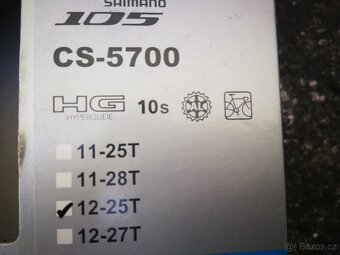 SHIMANO
105
CS-5700
HG 10s
HYPERGLIDE
11-25T
11-28T
12-25T
12-27T
bazos.cz